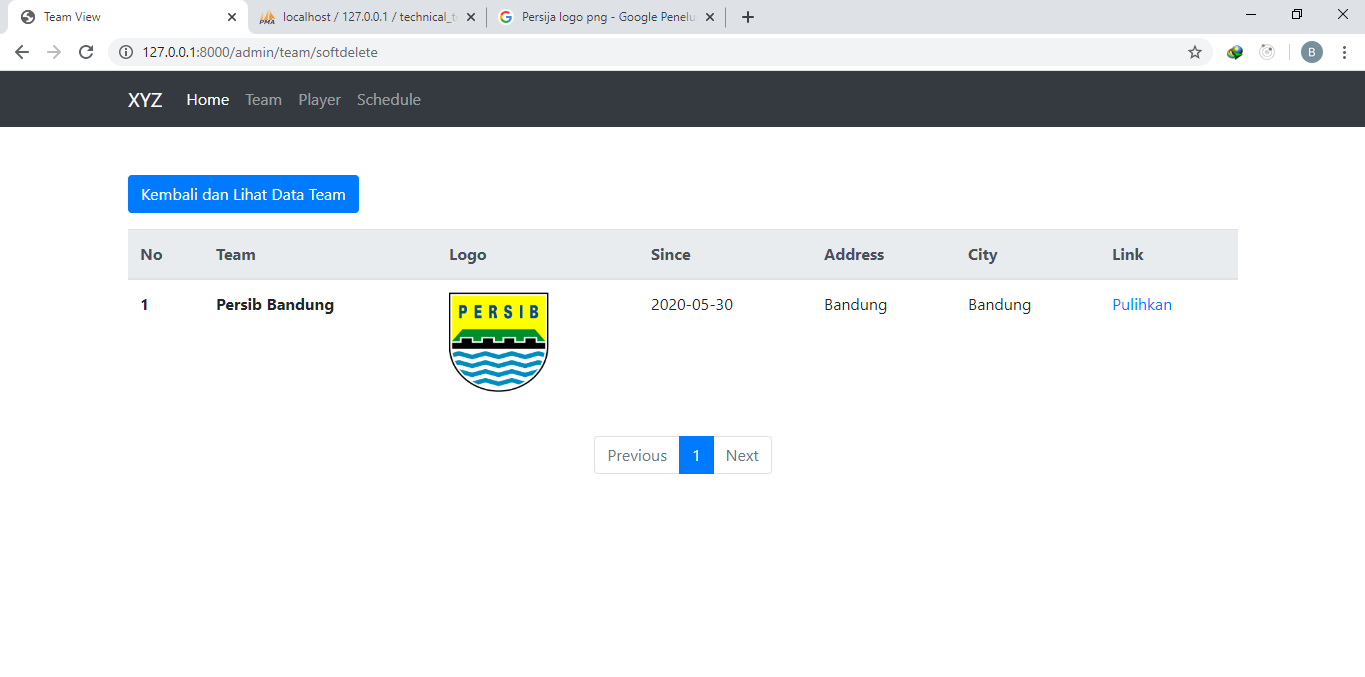 Team View
localhost / 127.0.0.1 / technical_t
Persija logo png - Google Penelu
127.0.0.1:8000/admin/team/softdelete
B
XYZ Home Team Player Schedule
Kembali dan Lihat Data Team
No Team Logo Since Address City Link
1 Persib Bandung PERSIB 2020-05-30 Bandung Bandung Pulihkan
Previous 1 Next